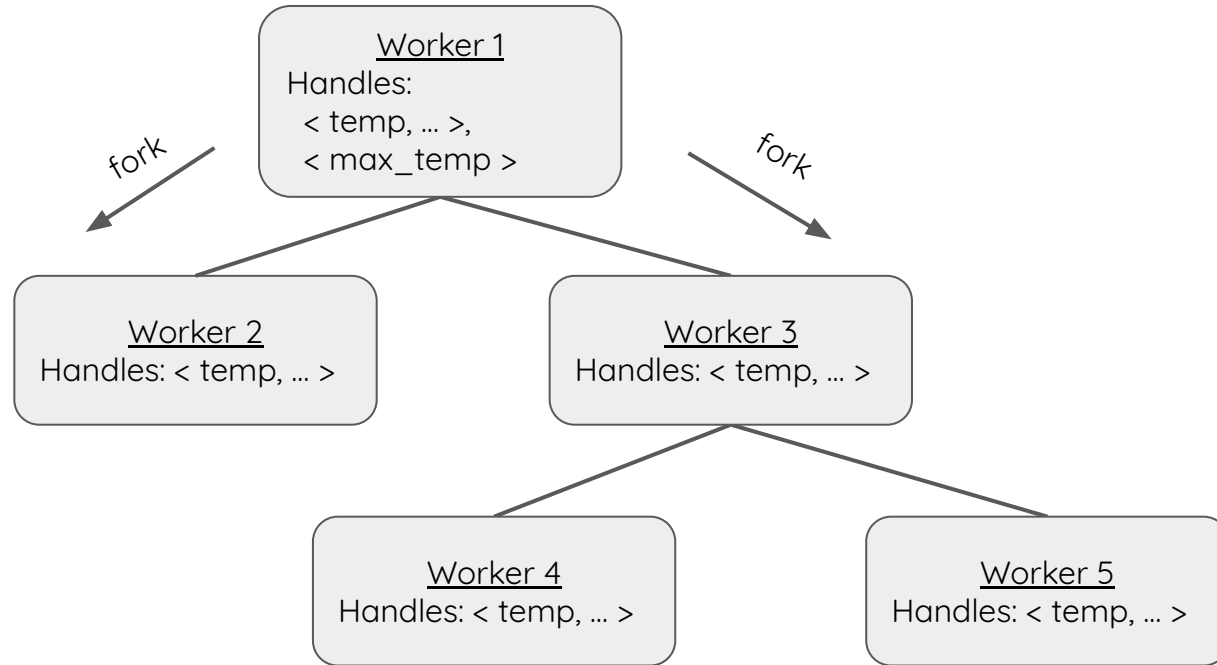 Worker 1
Handles:
< temp, ... >,
< max_temp >
fork
fork
Worker 2
Handles: < temp, ... >
Worker 3
Handles: < temp, ... >
Worker 4
Handles: < temp, ... >
Worker 5
Handles: < temp, ... >